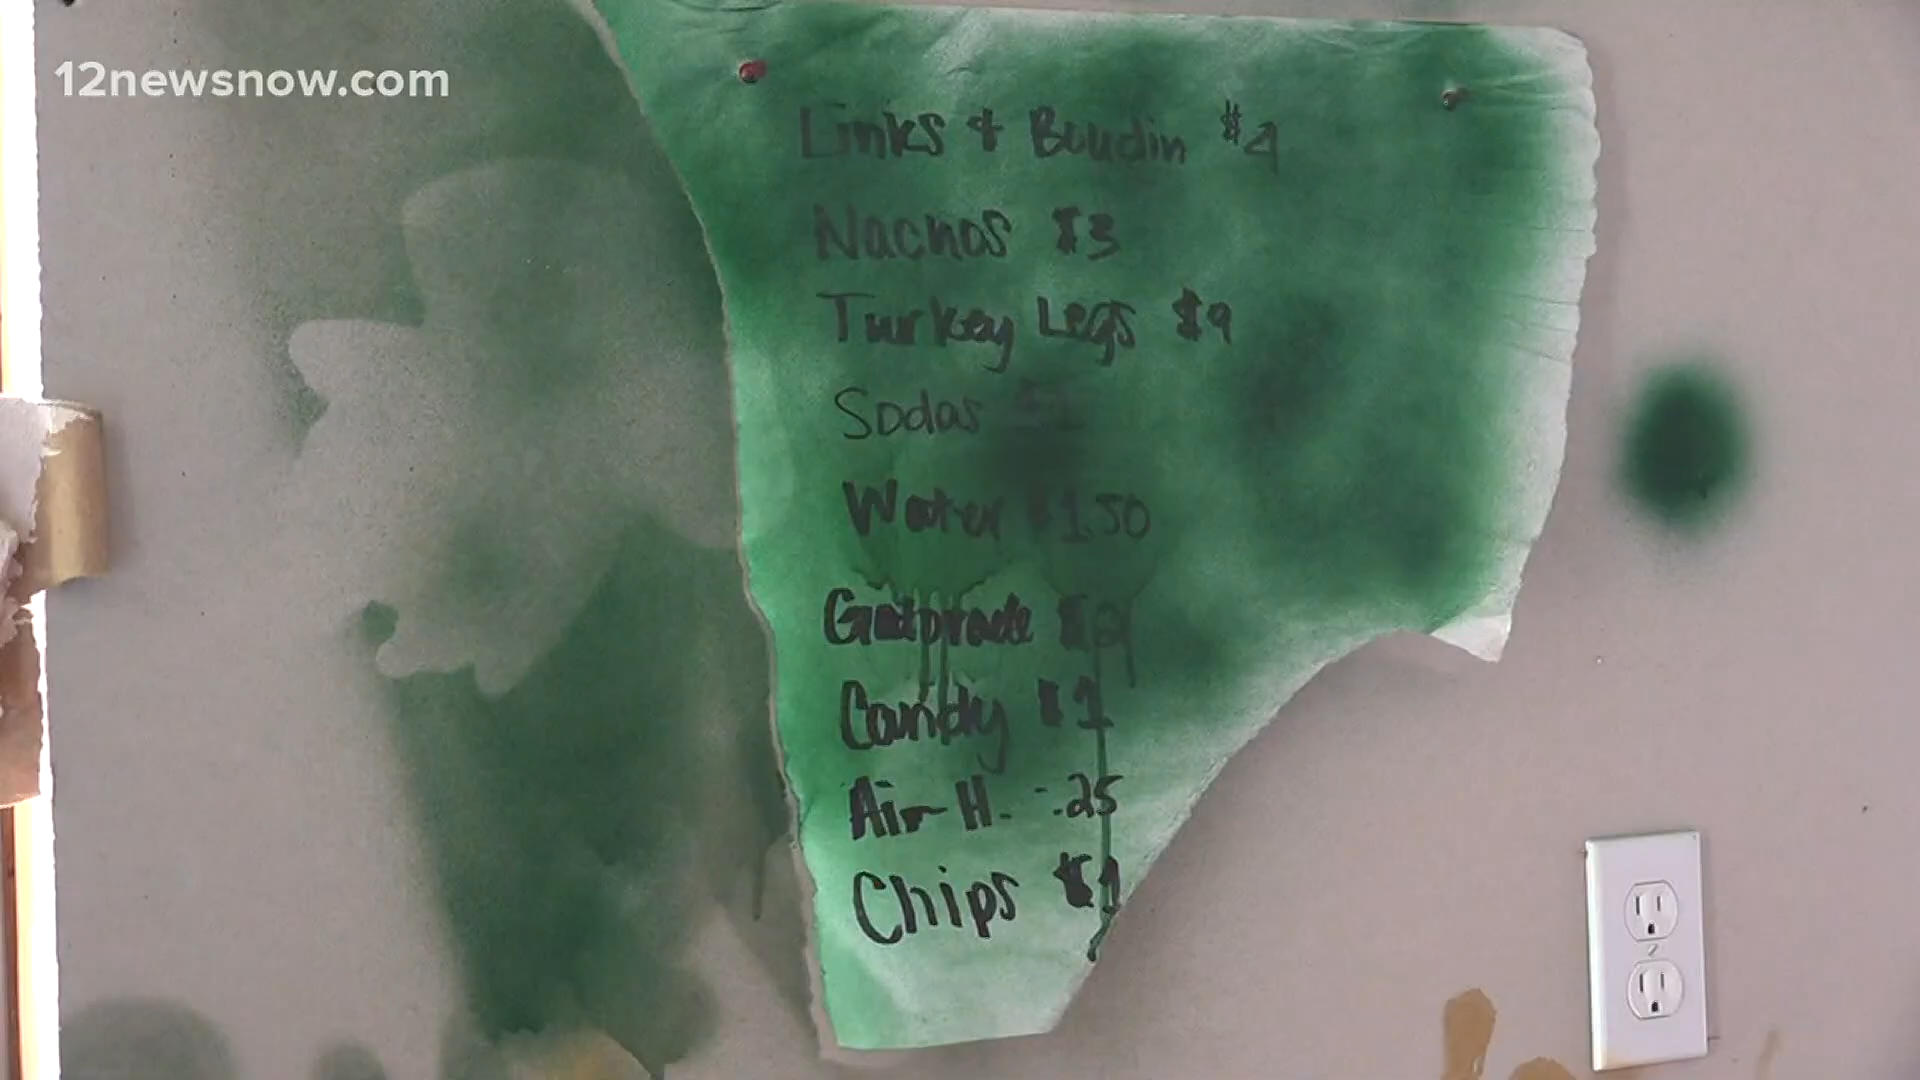 12newsnow.com
Links & Boudin $4
Nachos $3
Turkey Legs $9
Sodas
Water $1.50
Gatorade $2
Candy $1
Air H. .25
Chips $1